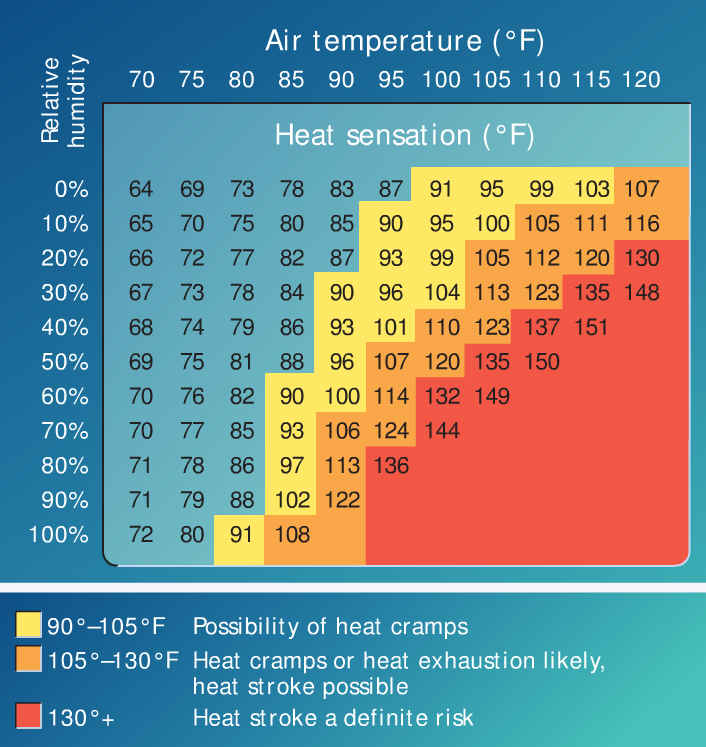 Air temperature (°F)
Relative
humidity
70 75 80 85 90 95 100 105 110 115 120
Heat sensation (°F)
0% 64 69 73 78 83 87 91 95 99 103 107
10% 65 70 75 80 85 90 95 100 105 111 116
20% 66 72 77 82 87 93 99 105 112 120 130
30% 67 73 78 84 90 96 104 113 123 135 148
40% 68 74 79 86 93 101 110 123 137 151
50% 69 75 81 88 96 107 120 135 150
60% 70 76 82 90 100 114 132 149
70% 70 77 85 93 106 124 144
80% 71 78 86 97 113 136
90% 71 79 88 102 122
100% 72 80 91 108
90°–105°F Possibility of heat cramps
105°–130°F Heat cramps or heat exhaustion likely,
heat stroke possible
130°+ Heat stroke a definite risk